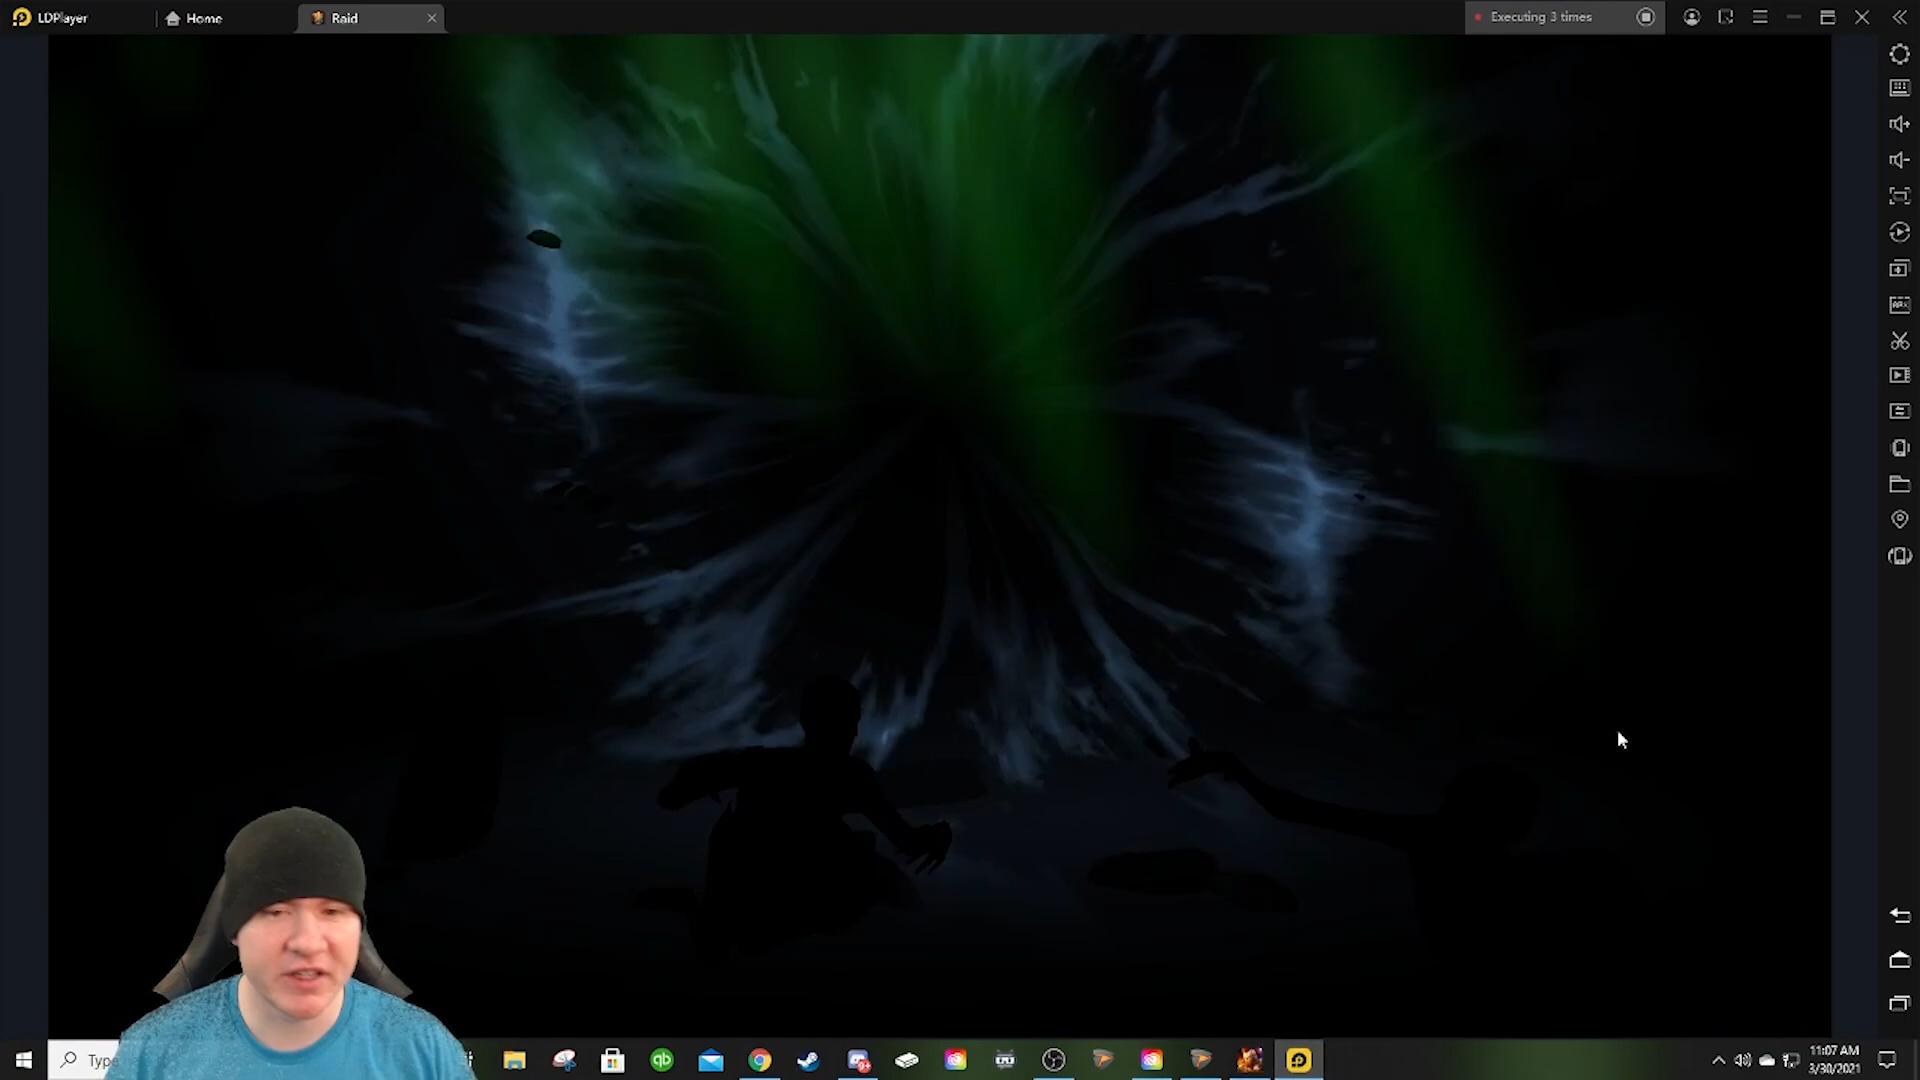 LDPlayer
Home
Raid
Executing 3 times
Type
11:07 AM
3/30/2021